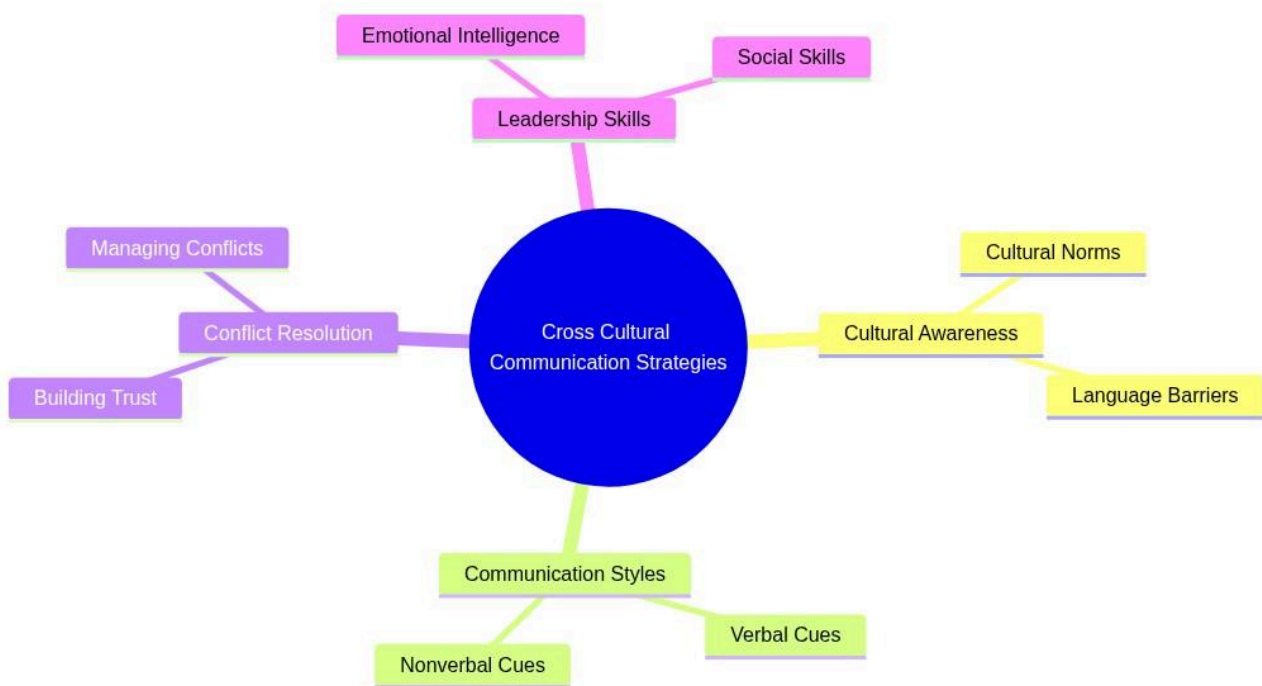 Emotional Intelligence
Social Skills
Leadership Skills
Managing Conflicts
Cultural Norms
Conflict Resolution
Cross Cultural
Communication Strategies
Cultural Awareness
Building Trust
Language Barriers
Communication Styles
Verbal Cues
Nonverbal Cues